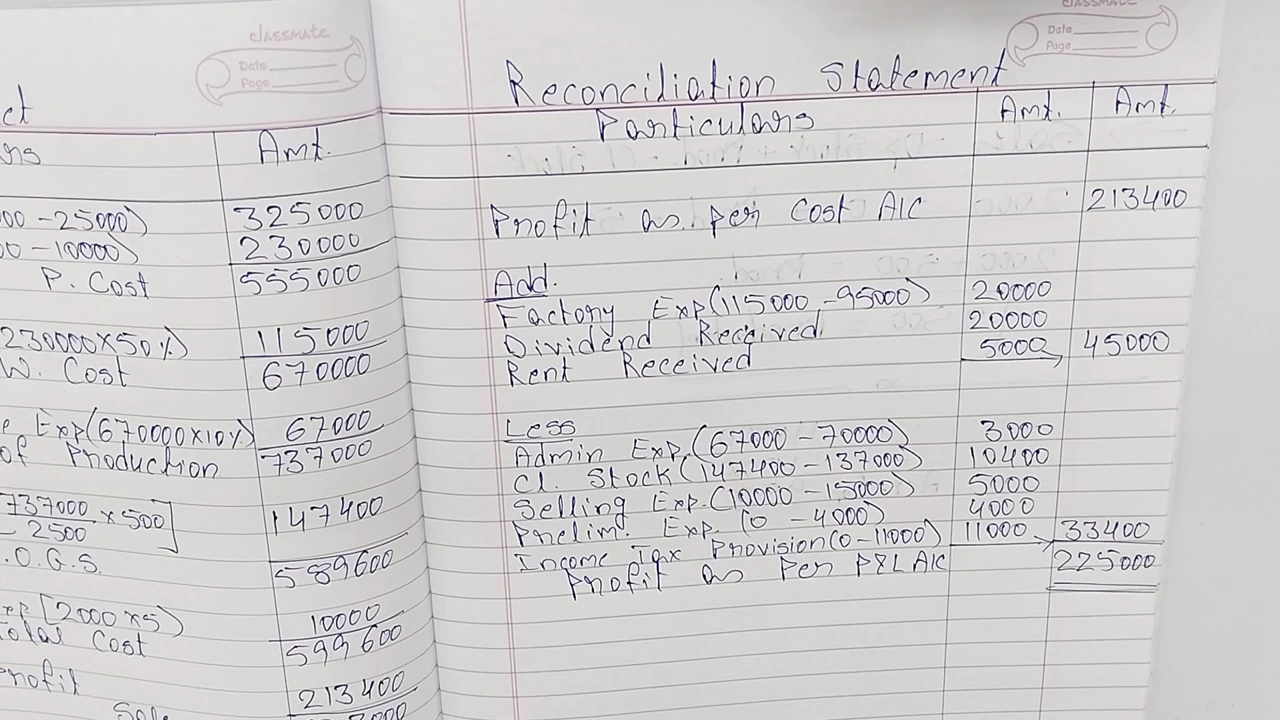 classmate
Date
Page
ct
rs
Amt.
00 - 25000) 325000
00 - 10000) 230000
P. Cost 555000
230000 x 50%) 115000
W. Cost 670000
Exp (670000 x 10%) 67000
of Production 737000
737000
2500
x 500] 147400
.O.G.S. 589600
[2000 x 5) 10000
Total Cost 599600
Profit 213400
Sale
classmate
Date
Page
Reconciliation Statement
Particulars Amt. Amt.
Profit as per Cost A/C 213400
Add.
Factory Exp (115000 - 95000) 20000
Dividend Received. 20000
Rent Received 5000 45000
Less
Admin Exp. (67000 - 70000) 3000
Cl. Stock (147400 - 137000) 10400
Selling Exp. (10000 - 15000) 5000
Prelim. Exp. (0 - 4000) 4000
Income Tax Provision (0 - 11000) 11000 33400
Profit as per P&L A/C 225000